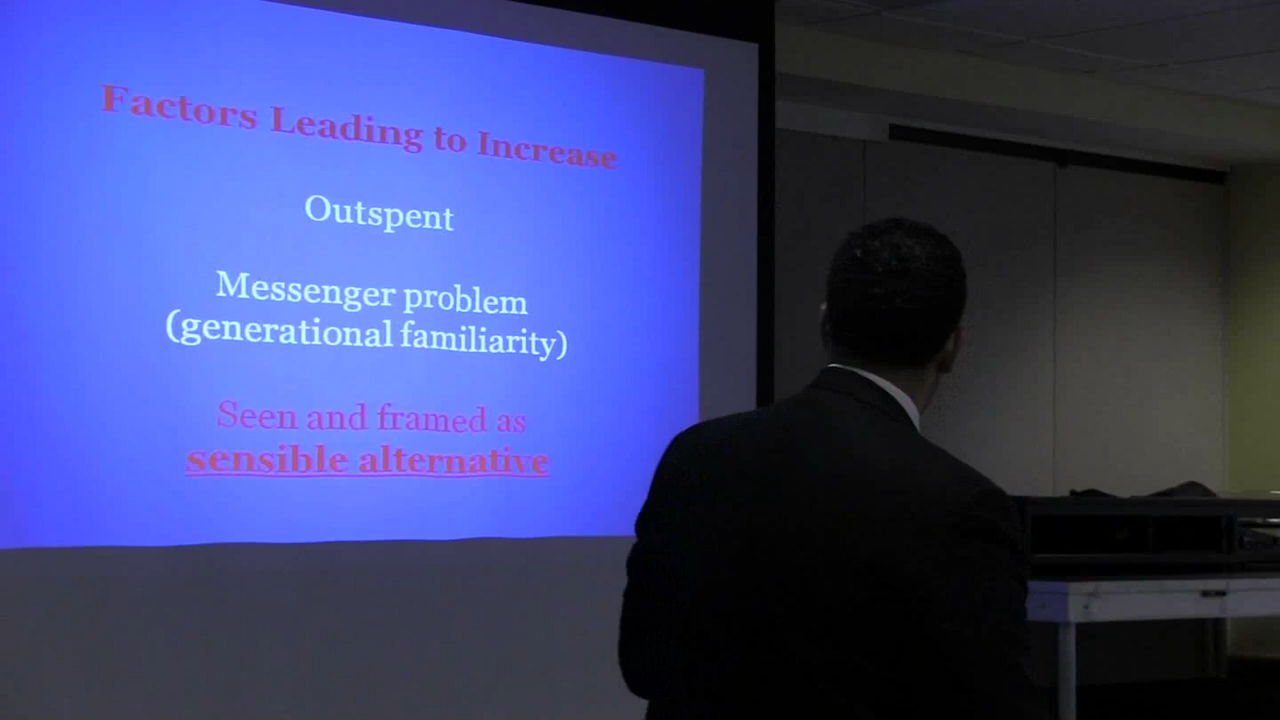 Factors Leading to Increase
Outspent
Messenger problem
(generational familiarity)
Seen and framed as
sensible alternative